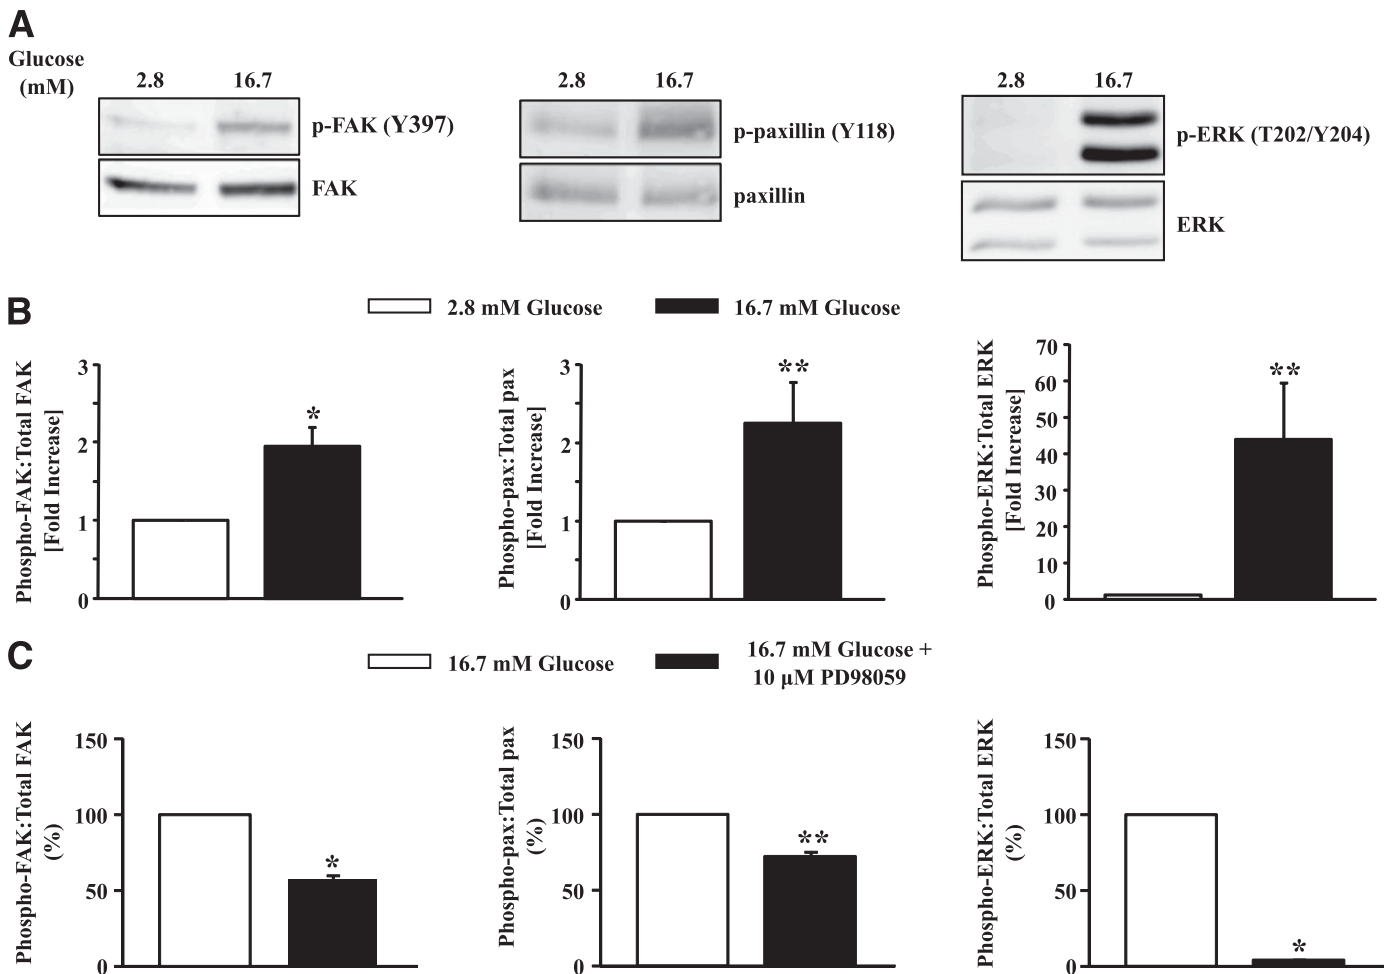 A
Glucose
(mM)
2.8 16.7
p-FAK (Y397)
FAK
2.8 16.7
p-paxillin (Y118)
paxillin
2.8 16.7
p-ERK (T202/Y204)
ERK
B
2.8 mM Glucose 16.7 mM Glucose
Phospho-FAK:Total FAK
[Fold Increase]
3
2
1
0
*
Phospho-pax:Total pax
[Fold Increase]
3
2
1
0
**
Phospho-ERK:Total ERK
[Fold Increase]
70
60
50
40
30
20
10
0
**
C
16.7 mM Glucose
16.7 mM Glucose +
10 µM PD98059
Phospho-FAK:Total FAK
(%)
150
100
50
0
*
Phospho-pax:Total pax
(%)
150
100
50
0
**
Phospho-ERK:Total ERK
(%)
150
100
50
0
*